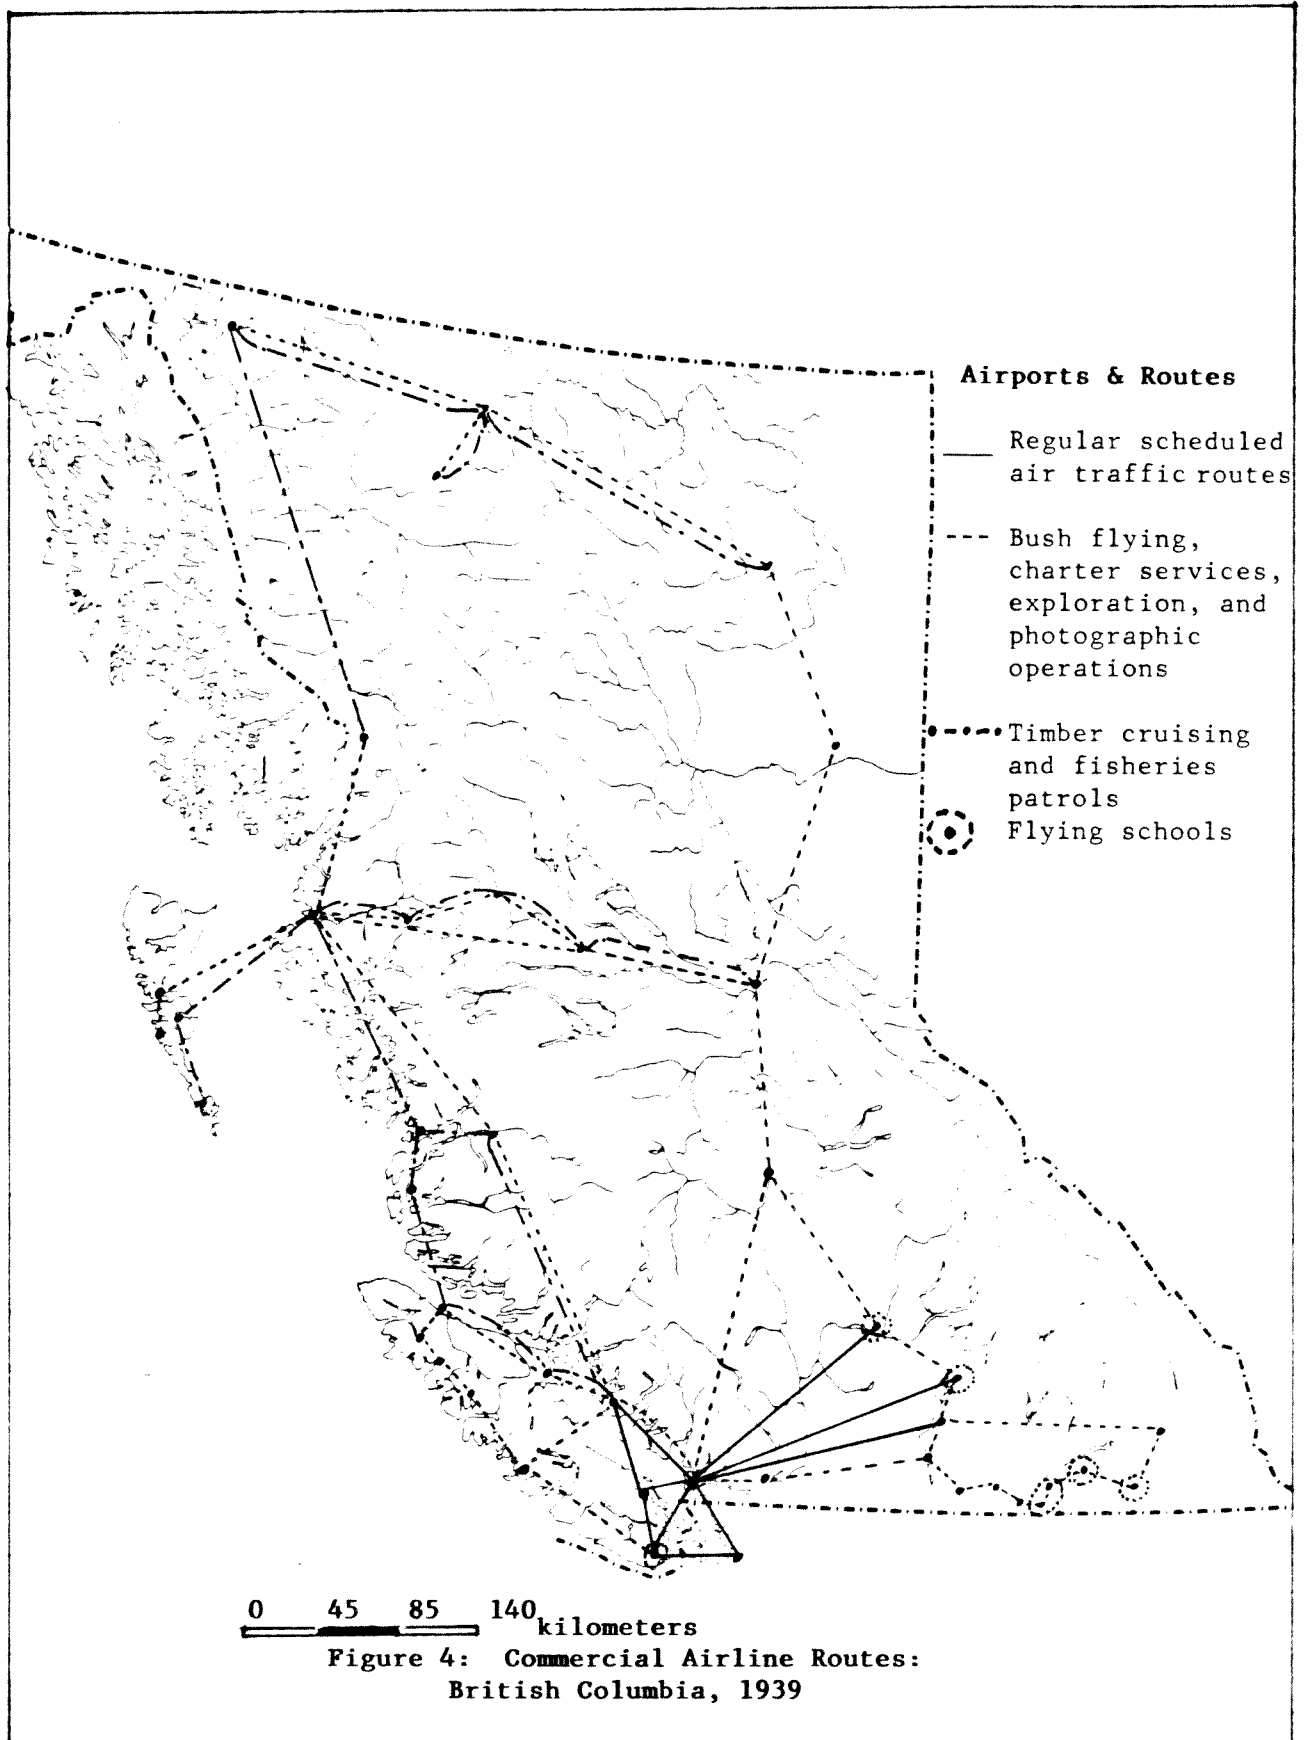 Airports & Routes
Regular scheduled
air traffic routes
Bush flying,
charter services,
exploration, and
photographic
operations
Timber cruising
and fisheries
patrols
Flying schools
0 45 85 140
kilometers
Figure 4: Commercial Airline Routes:
British Columbia, 1939